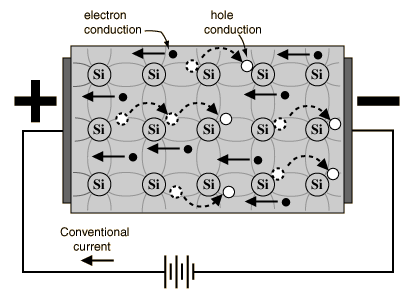 electron
conduction
hole
conduction
Si Si Si Si Si
+ −
Si Si Si Si Si
Si Si Si Si Si
Conventional
current